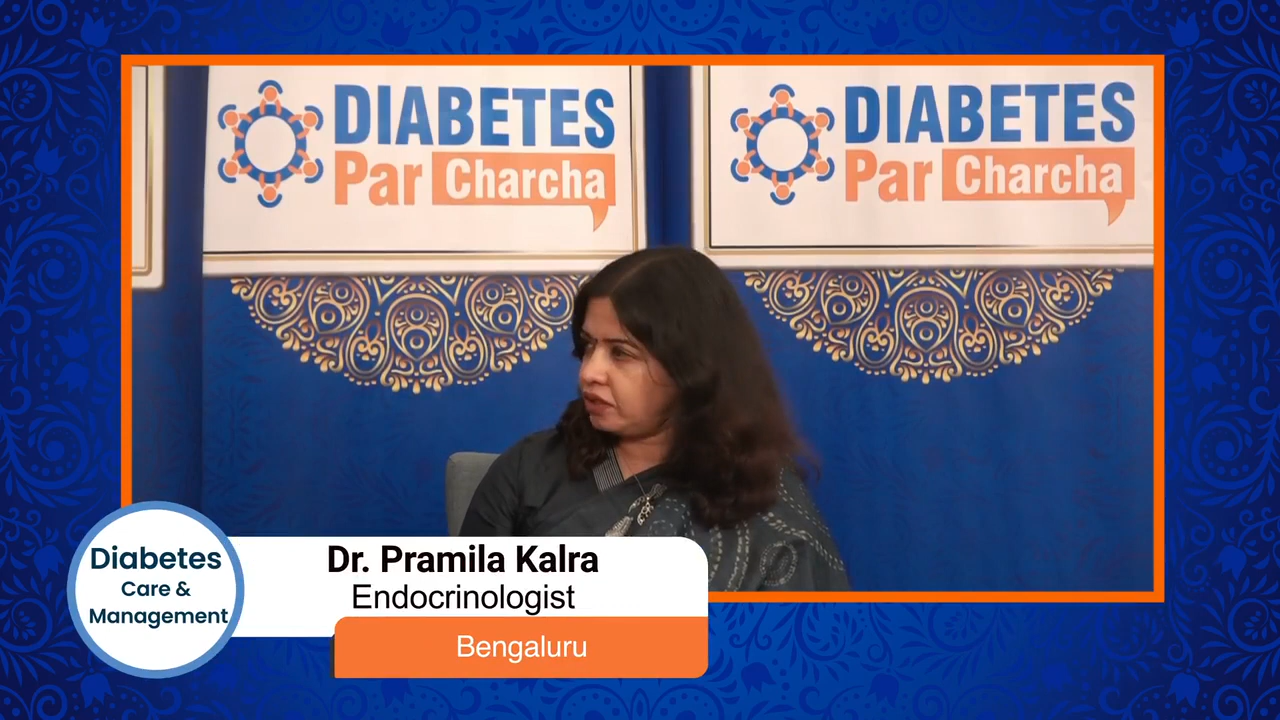 DIABETES
Par Charcha
DIABETES
Par Charcha
Diabetes
Care &
Management
Dr. Pramila Kalra
Endocrinologist
Bengaluru